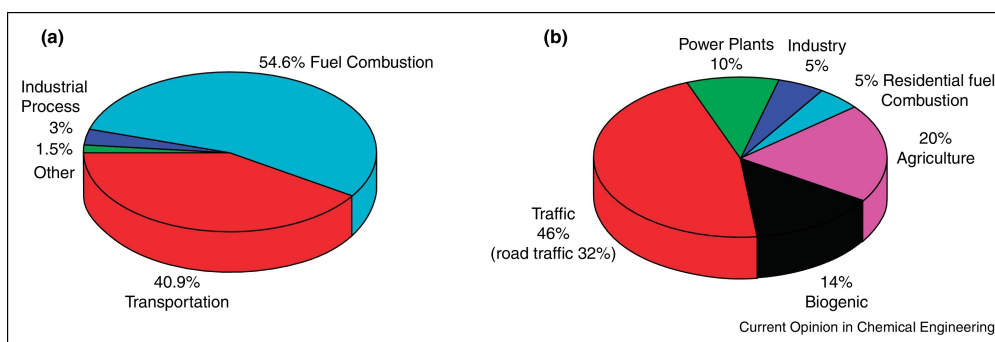 (a)
54.6% Fuel Combustion
Industrial
Process
3%
1.5%
Other
40.9%
Transportation
(b)
Power Plants
10%
Industry
5%
5% Residential fuel
Combustion
20%
Agriculture
Traffic
46%
(road traffic 32%)
14%
Biogenic
Current Opinion in Chemical Engineering